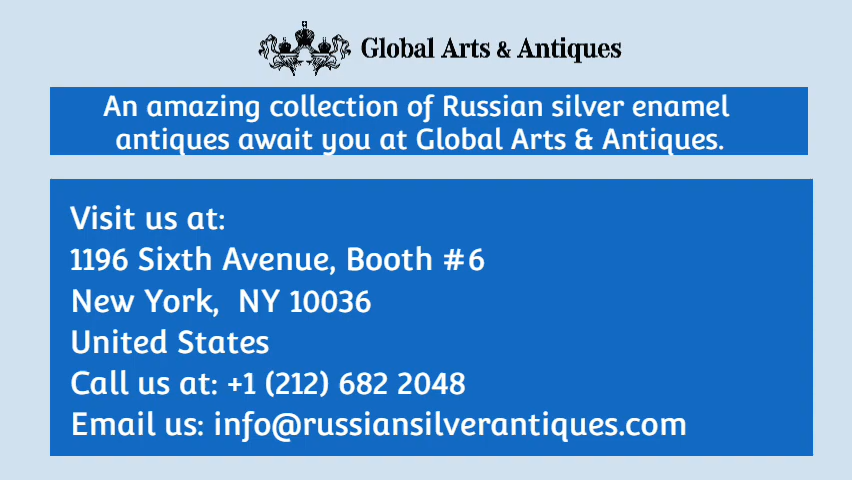 Global Arts & Antiques
An amazing collection of Russian silver enamel
antiques await you at Global Arts & Antiques.
Visit us at:
1196 Sixth Avenue, Booth #6
New York,  NY 10036
United States
Call us at: +1 (212) 682 2048
Email us: info@russiansilverantiques.com